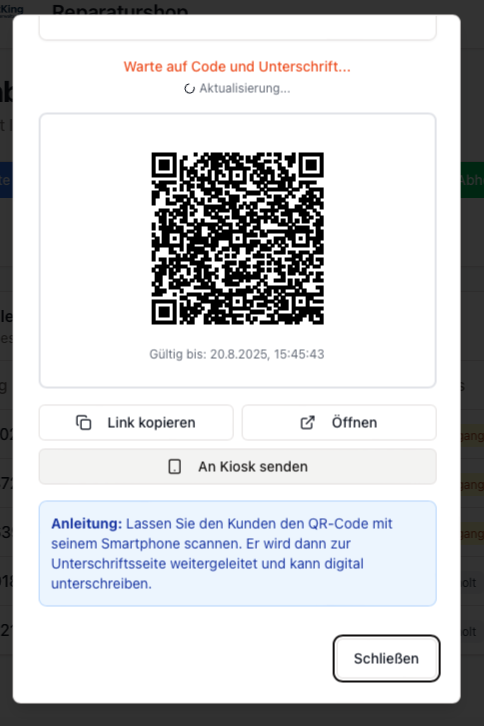 King
Reparaturshop
Warte auf Code und Unterschrift...
Aktualisierung...
Gültig bis: 20.8.2025, 15:45:43
Link kopieren
Öffnen
An Kiosk senden
Anleitung: Lassen Sie den Kunden den QR-Code mit
seinem Smartphone scannen. Er wird dann zur
Unterschriftsseite weitergeleitet und kann digital
unterschreiben.
Schließen